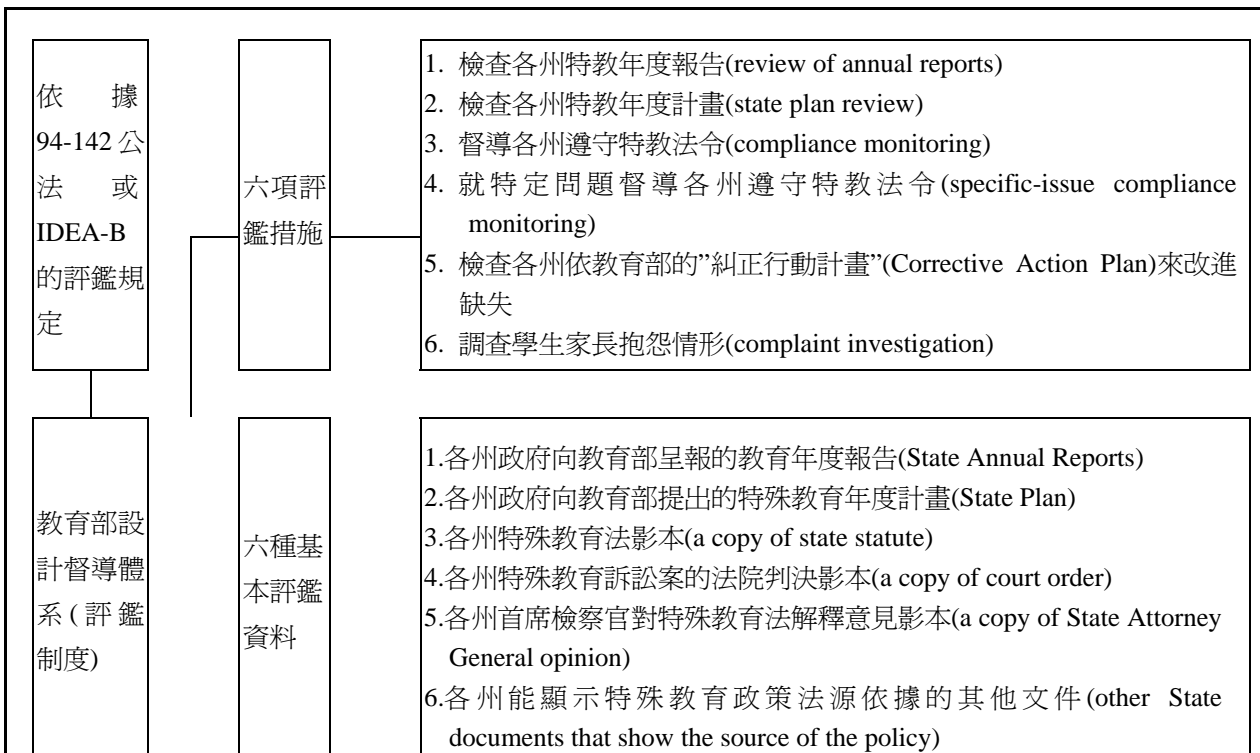 依據
94-142 公
法或
IDEA-B
的評鑑規
定
六項評
鑑措施
1. 檢查各州特教年度報告(review of annual reports)
2. 檢查各州特教年度計畫(state plan review)
3. 督導各州遵守特教法令(compliance monitoring)
4. 就特定問題督導各州遵守特教法令(specific-issue compliance
monitoring)
5. 檢查各州依教育部的”糾正行動計畫”(Corrective Action Plan)來改進
缺失
6. 調查學生家長抱怨情形(complaint investigation)
教育部設
計督導體
系(評鑑
制度)
六種基
本評鑑
資料
1.各州政府向教育部呈報的教育年度報告(State Annual Reports)
2.各州政府向教育部提出的特殊教育年度計畫(State Plan)
3.各州特殊教育法影本(a copy of state statute)
4.各州特殊教育訴訟案的法院判決影本(a copy of court order)
5.各州首席檢察官對特殊教育法解釋意見影本(a copy of State Attorney
General opinion)
6.各州能顯示特殊教育政策法源依據的其他文件(other State
documents that show the source of the policy)